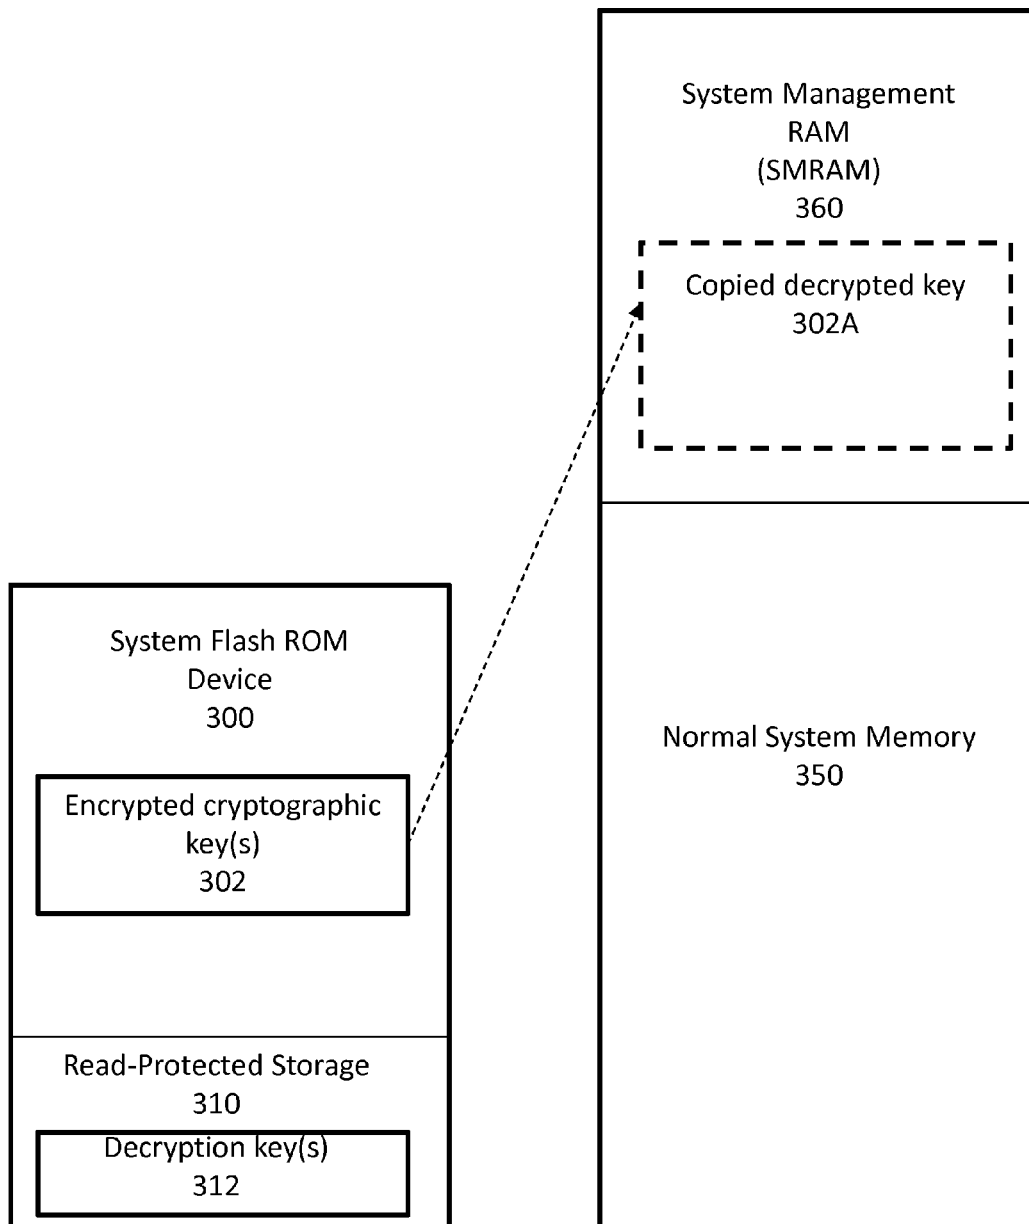 System Management
RAM
(SMRAM)
360
Copied decrypted key
302A
System Flash ROM
Device
300
Encrypted cryptographic
key(s)
302
Normal System Memory
350
Read-Protected Storage
310
Decryption key(s)
312